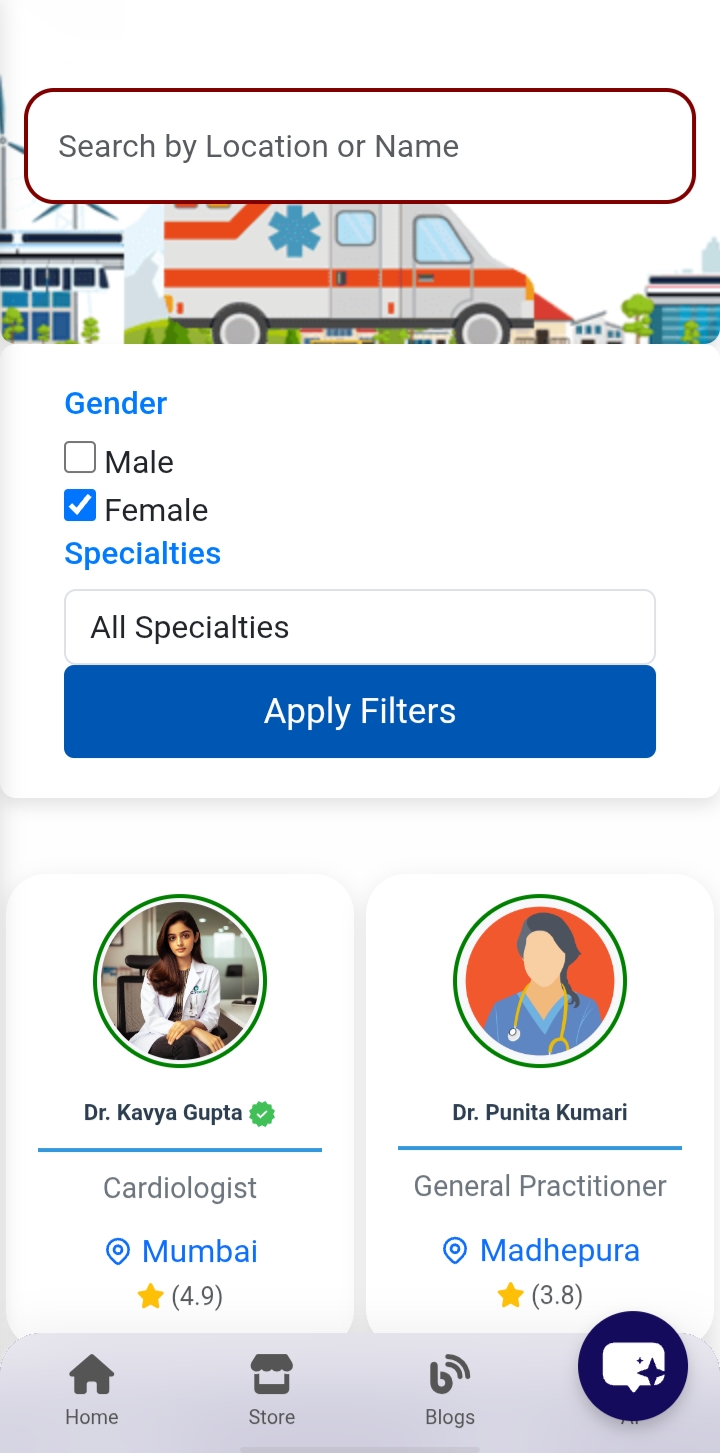 Search by Location or Name
Gender
Male
Female
Specialties
All Specialties
Apply Filters
Dr. Kavya Gupta
Cardiologist
Mumbai
(4.9)
Dr. Punita Kumari
General Practitioner
Madhepura
(3.8)
Home
Store
Blogs